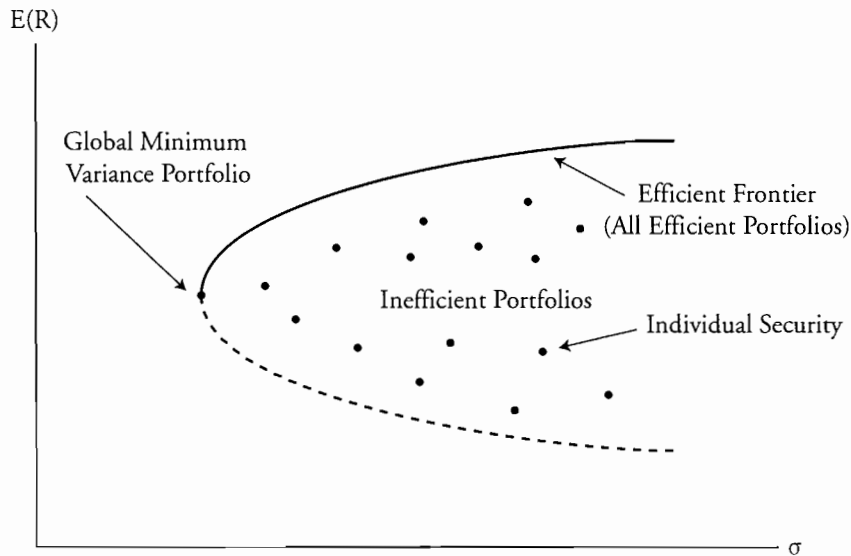 E(R)
Global Minimum
Variance Portfolio
Efficient Frontier
(All Efficient Portfolios)
Inefficient Portfolios
Individual Security
σ